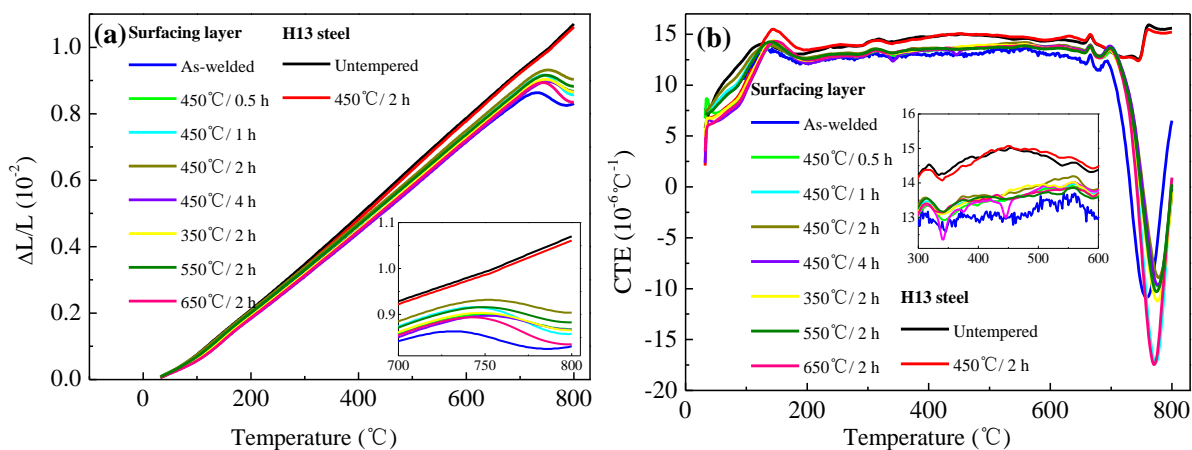 (a)
Surfacing layer
As-welded
450℃/ 0.5 h
450℃/ 1 h
450℃/ 2 h
450℃/ 4 h
350℃/ 2 h
550℃/ 2 h
650℃/ 2 h
H13 steel
Untempered
450℃/ 2 h
ΔL/L (10⁻²)
1.0
0.8
0.6
0.4
0.2
0.0
0 200 400 600 800
Temperature (℃)
1.1
1.0
0.9
700 750 800
(b)
Surfacing layer
As-welded
450℃/ 0.5 h
450℃/ 1 h
450℃/ 2 h
450℃/ 4 h
350℃/ 2 h
550℃/ 2 h
650℃/ 2 h
H13 steel
Untempered
450℃/ 2 h
CTE (10⁻⁶·℃⁻¹)
15
10
5
0
-5
-10
-15
-20
0 200 400 600 800
Temperature (℃)
16
15
14
13
300 400 500 600